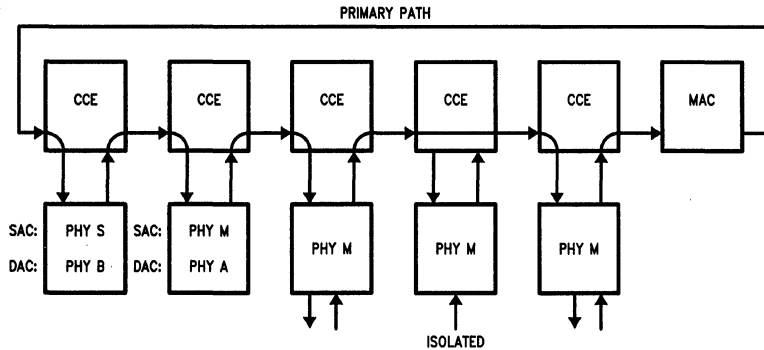 PRIMARY PATH
CCE CCE CCE CCE CCE MAC
SAC: PHY S SAC: PHY M
DAC: PHY B DAC: PHY A
PHY M PHY M PHY M
ISOLATED